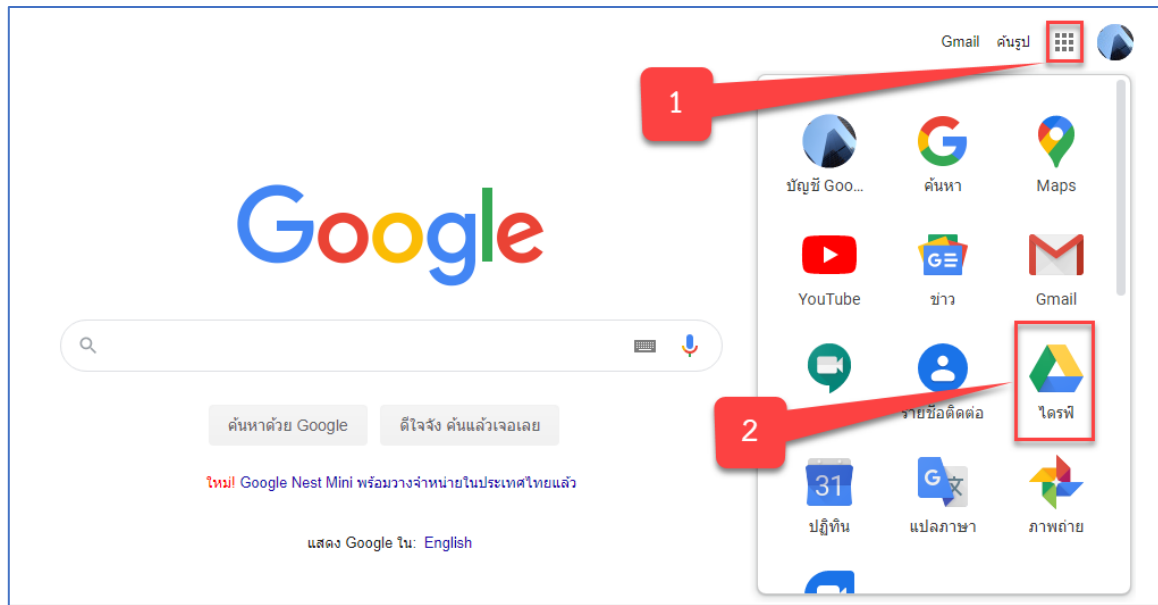 Gmail ค้นรูป
1
บัญชี Goo...
ค้นหา
Maps
Google
YouTube
ข่าว
Gmail
2
รายชื่อติดต่อ
ไดรฟ์
ค้นหาด้วย Google
ดีใจจัง ค้นแล้วเจอเลย
ใหม่! Google Nest Mini พร้อมวางจำหน่ายในประเทศไทยแล้ว
31
ปฏิทิน
แปลภาษา
ภาพถ่าย
แสดง Google ใน: English